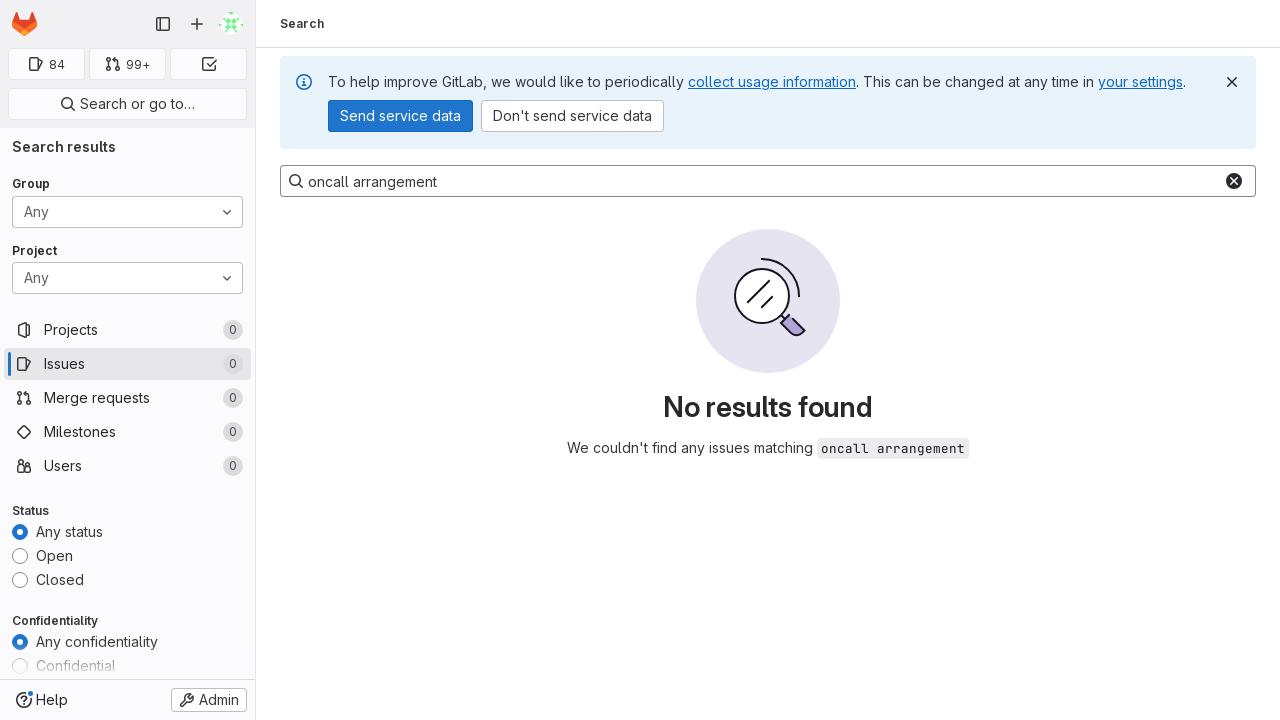 84
99+
Search or go to…
Search results
Group
Any
Project
Any
Projects 0
Issues 0
Merge requests 0
Milestones 0
Users 0
Status
Any status
Open
Closed
Confidentiality
Any confidentiality
Confidential
Help
Admin
Search
To help improve GitLab, we would like to periodically collect usage information. This can be changed at any time in your settings.
Send service data
Don't send service data
oncall arrangement
No results found
We couldn't find any issues matching oncall arrangement